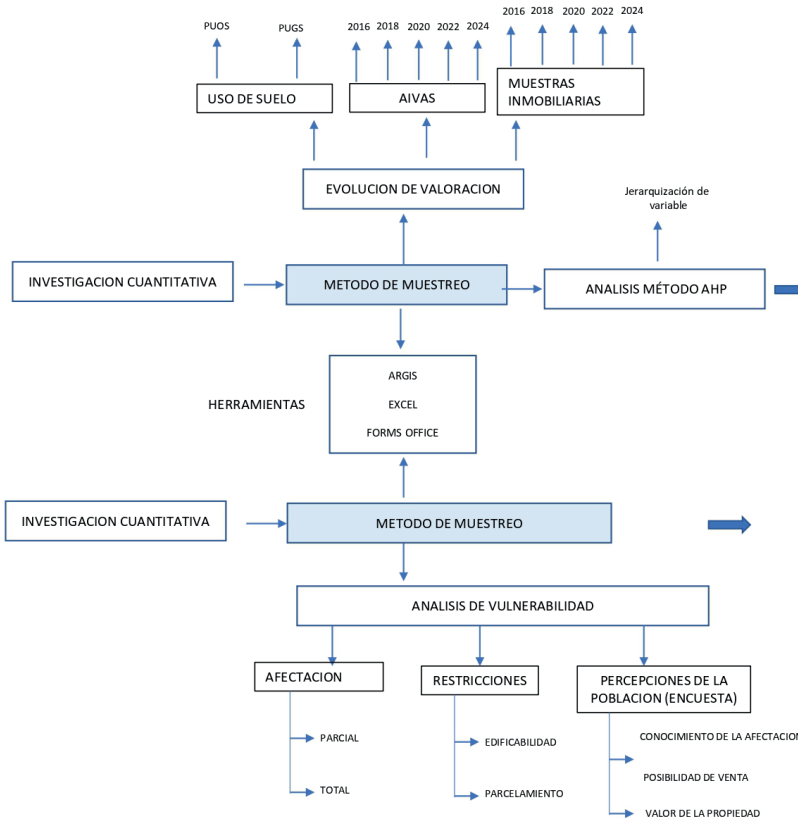 PUOS
PUGS
2016
2018
2020
2022
2024
2016
2018
2020
2022
2024
USO DE SUELO
AIVAS
MUESTRAS
INMOBILIARIAS
EVOLUCION DE VALORACION
Jerarquización de
variable
INVESTIGACION CUANTITATIVA
METODO DE MUESTREO
ANALISIS MÉTODO AHP
HERRAMIENTAS
ARGIS
EXCEL
FORMS OFFICE
INVESTIGACION CUANTITATIVA
METODO DE MUESTREO
ANALISIS DE VULNERABILIDAD
AFECTACION
RESTRICCIONES
PERCEPCIONES DE LA
POBLACION (ENCUESTA)
PARCIAL
TOTAL
EDIFICABILIDAD
PARCELAMIENTO
CONOCIMIENTO DE LA AFECTACION
POSIBILIDAD DE VENTA
VALOR DE LA PROPIEDAD